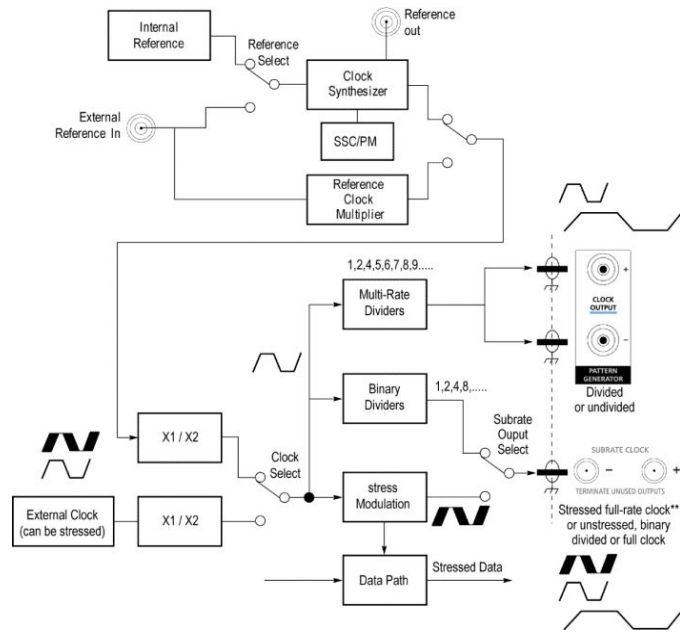 Internal
Reference
Reference
Select
Reference
out
Clock
Synthesizer
External
Reference In
SSC/PM
Reference
Clock
Multiplier
1,2,4,5,6,7,8,9.....
Multi-Rate
Dividers
+
CLOCK
OUTPUT
−
PATTERN
GENERATOR
Divided
or undivided
Binary
Dividers
1,2,4,8,.....
Subrate
Ouput
Select
X1 / X2
Clock
Select
stress
Modulation
SUBRATE CLOCK
− +
TERMINATE UNUSED OUTPUTS
Stressed full-rate clock**
or unstressed, binary
divided or full clock
External Clock
(can be stressed)
X1 / X2
Data Path
Stressed Data